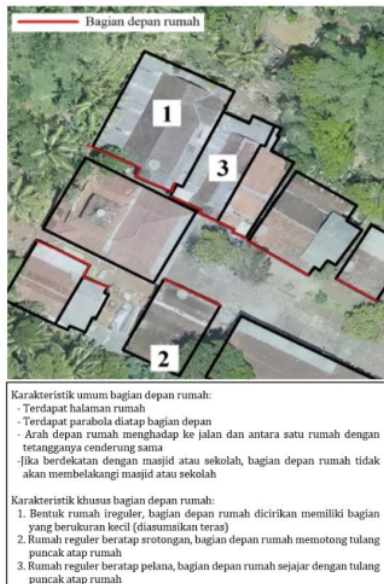 Bagian depan rumah
1
3
2
Karakteristik umum bagian depan rumah:
- Terdapat halaman rumah
- Terdapat parabola diatap bagian depan
- Arah depan rumah menghadap ke jalan dan antara satu rumah dengan
tetangganya cenderung sama
-Jika berdekatan dengan masjid atau sekolah, bagian depan rumah tidak
akan membelakangi masjid atau sekolah
Karakteristik khusus bagian depan rumah:
1. Bentuk rumah ireguler, bagian depan rumah dicirikan memiliki bagian
yang berukuran kecil (diasumsikan teras)
2. Rumah reguler beratap srotongan, bagian depan rumah memotong tulang
puncak atap rumah
3. Rumah reguler beratap pelana, bagian depan rumah sejajar dengan tulang
puncak atap rumah